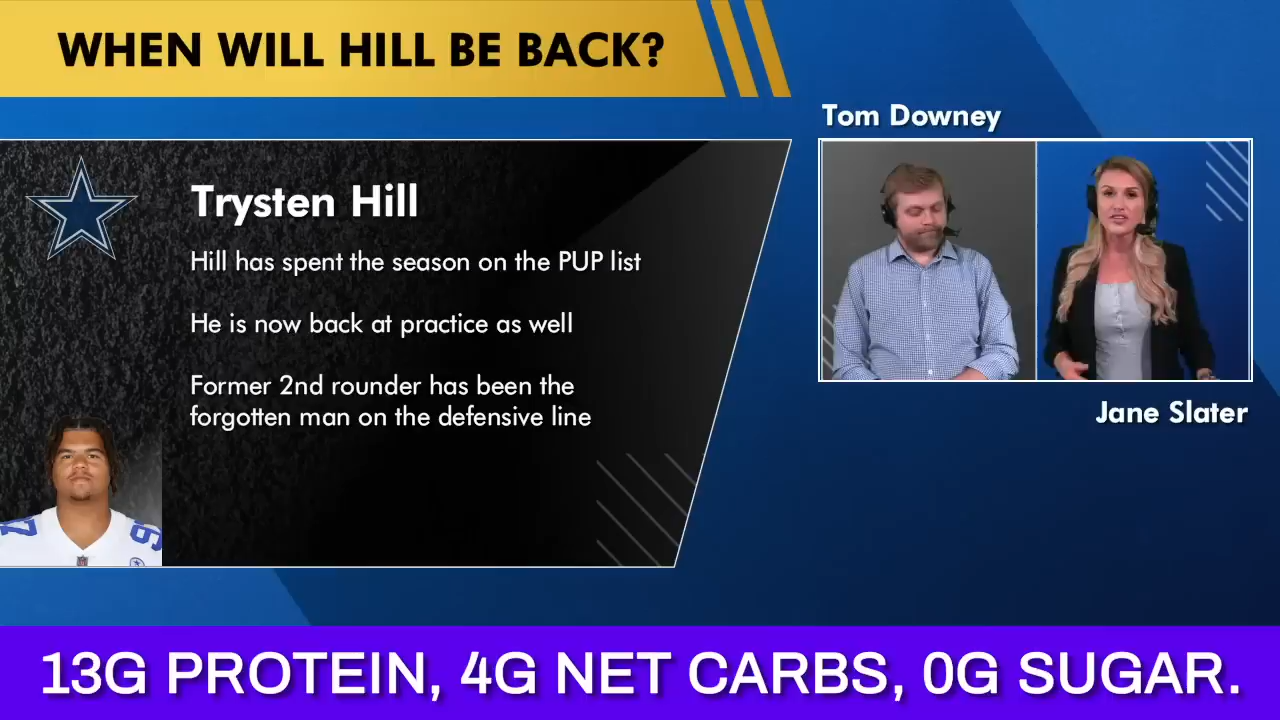 WHEN WILL HILL BE BACK?
Tom Downey
Trysten Hill
Hill has spent the season on the PUP list
He is now back at practice as well
Former 2nd rounder has been the
forgotten man on the defensive line
Jane Slater
13G PROTEIN, 4G NET CARBS, 0G SUGAR.